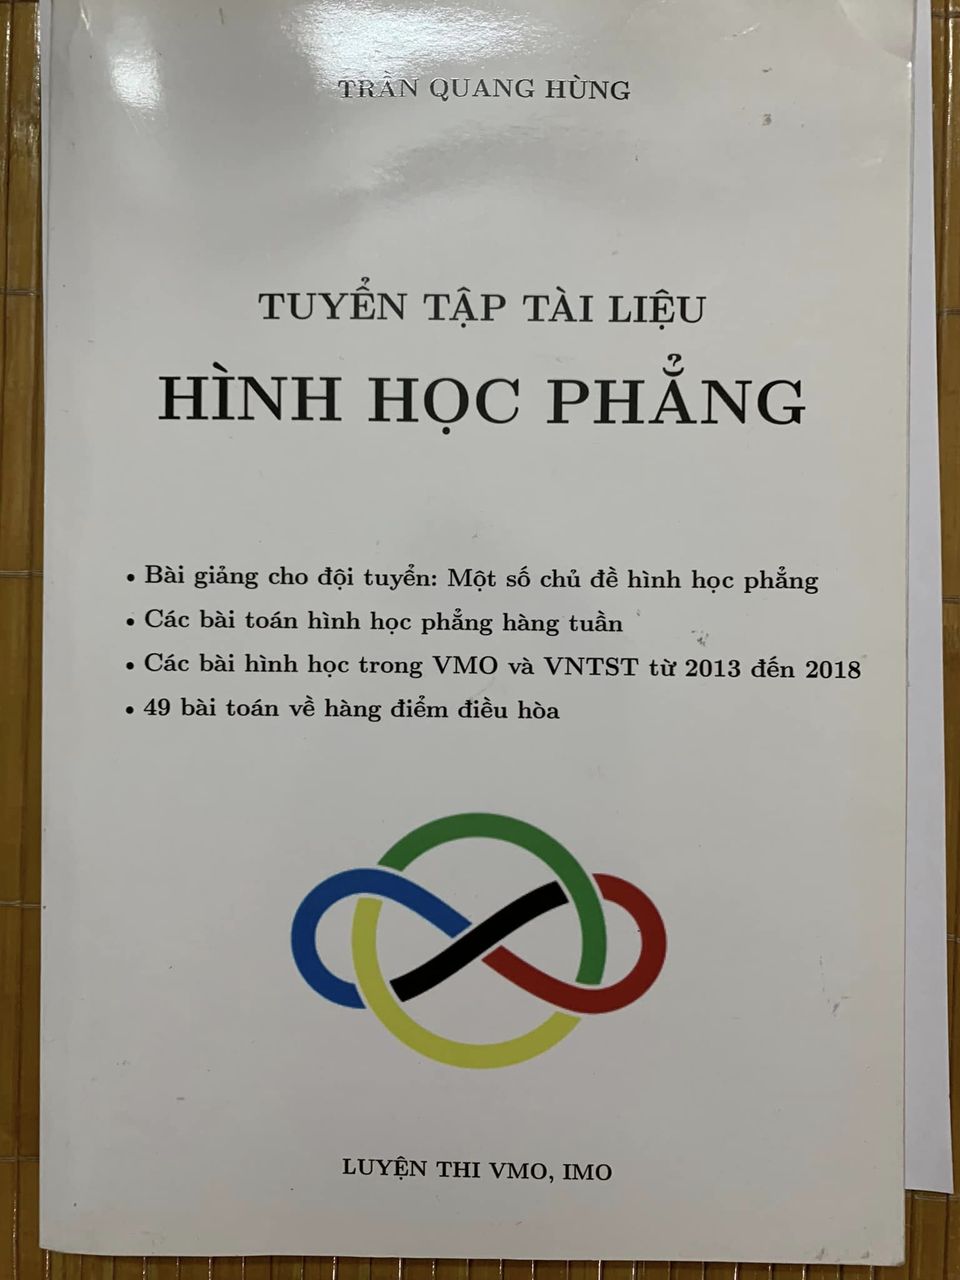 TRẦN QUANG HÙNG
TUYỂN TẬP TÀI LIỆU
HÌNH HỌC PHẲNG
• Bài giảng cho đội tuyển: Một số chủ đề hình học phẳng
• Các bài toán hình học phẳng hàng tuần
• Các bài hình học trong VMO và VNTST từ 2013 đến 2018
• 49 bài toán về hàng điểm điều hòa
LUYỆN THI VMO, IMO